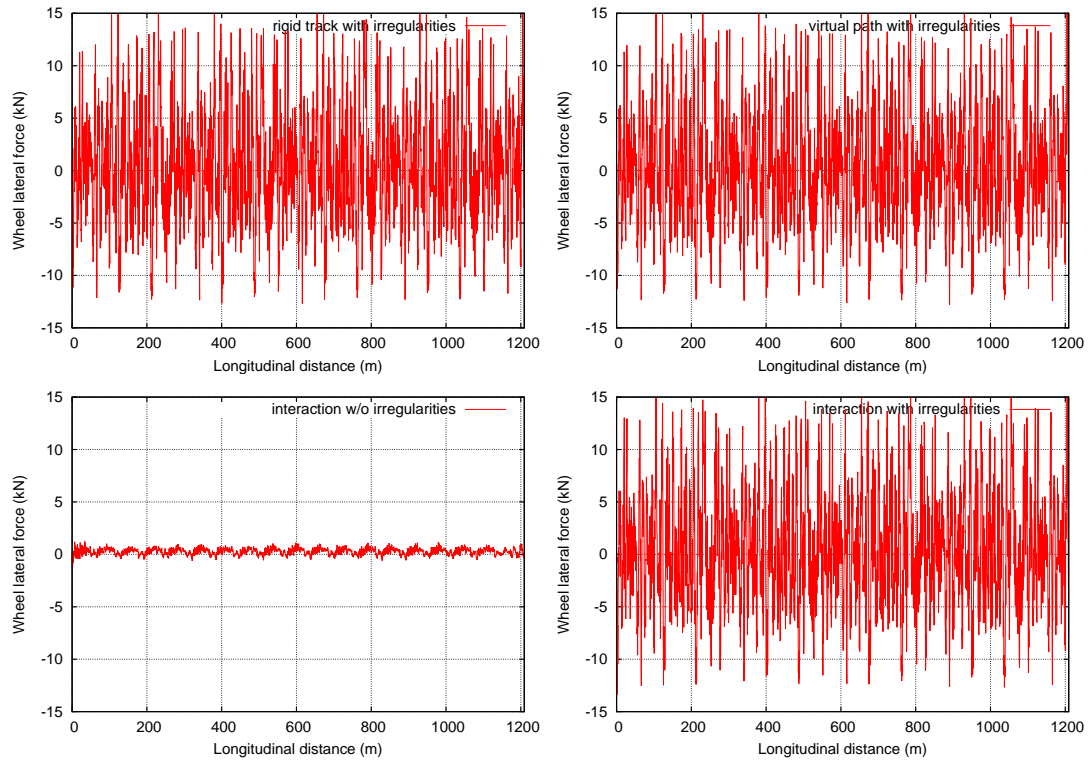 rigid track with irregularities
15
10
5
0
-5
-10
-15
Wheel lateral force (kN)
0 200 400 600 800 1000 1200
Longitudinal distance (m)
virtual path with irregularities
15
10
5
0
-5
-10
-15
Wheel lateral force (kN)
0 200 400 600 800 1000 1200
Longitudinal distance (m)
interaction w/o irregularities
15
10
5
0
-5
-10
-15
Wheel lateral force (kN)
0 200 400 600 800 1000 1200
Longitudinal distance (m)
interaction with irregularities
15
10
5
0
-5
-10
-15
Wheel lateral force (kN)
0 200 400 600 800 1000 1200
Longitudinal distance (m)